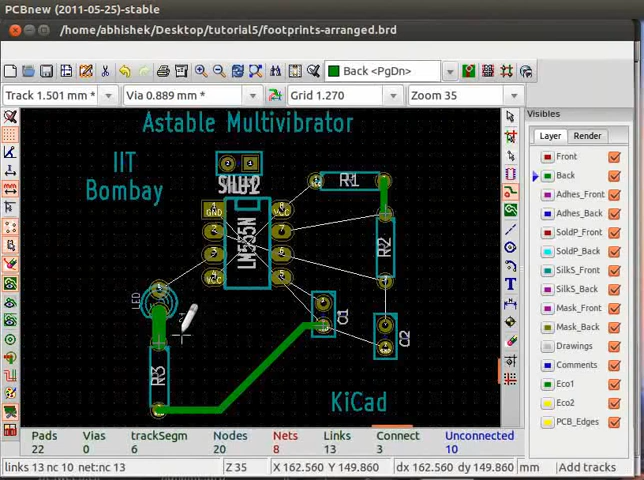 PCBnew (2011-05-25)-stable
/home/abhishek/Desktop/tutorial5/footprints-arranged.brd
Back <PgDn>
Track 1.501 mm *
Via 0.889 mm *
Grid 1.270
Zoom 35
Visibles
Layer
Render
Front
Back
Adhes_Front
Adhes_Back
SoldP_Front
SoldP_Back
SilkS_Front
SilkS_Back
Mask_Front
Mask_Back
Drawings
Comments
Eco1
Eco2
PCB_Edges
Astable Multivibrator
IIT
Bombay
R1
GND
VCC
LM555N
R2
LED
C1
C2
R3
KiCad
Pads
Vias
trackSegm
Nodes
Nets
Links
Connect
Unconnected
22
0
6
20
8
13
3
10
links 13 nc 10 net:nc 13
Z 35
X 162.560 Y 149.860
dx 162.560 dy 149.860
mm
Add tracks